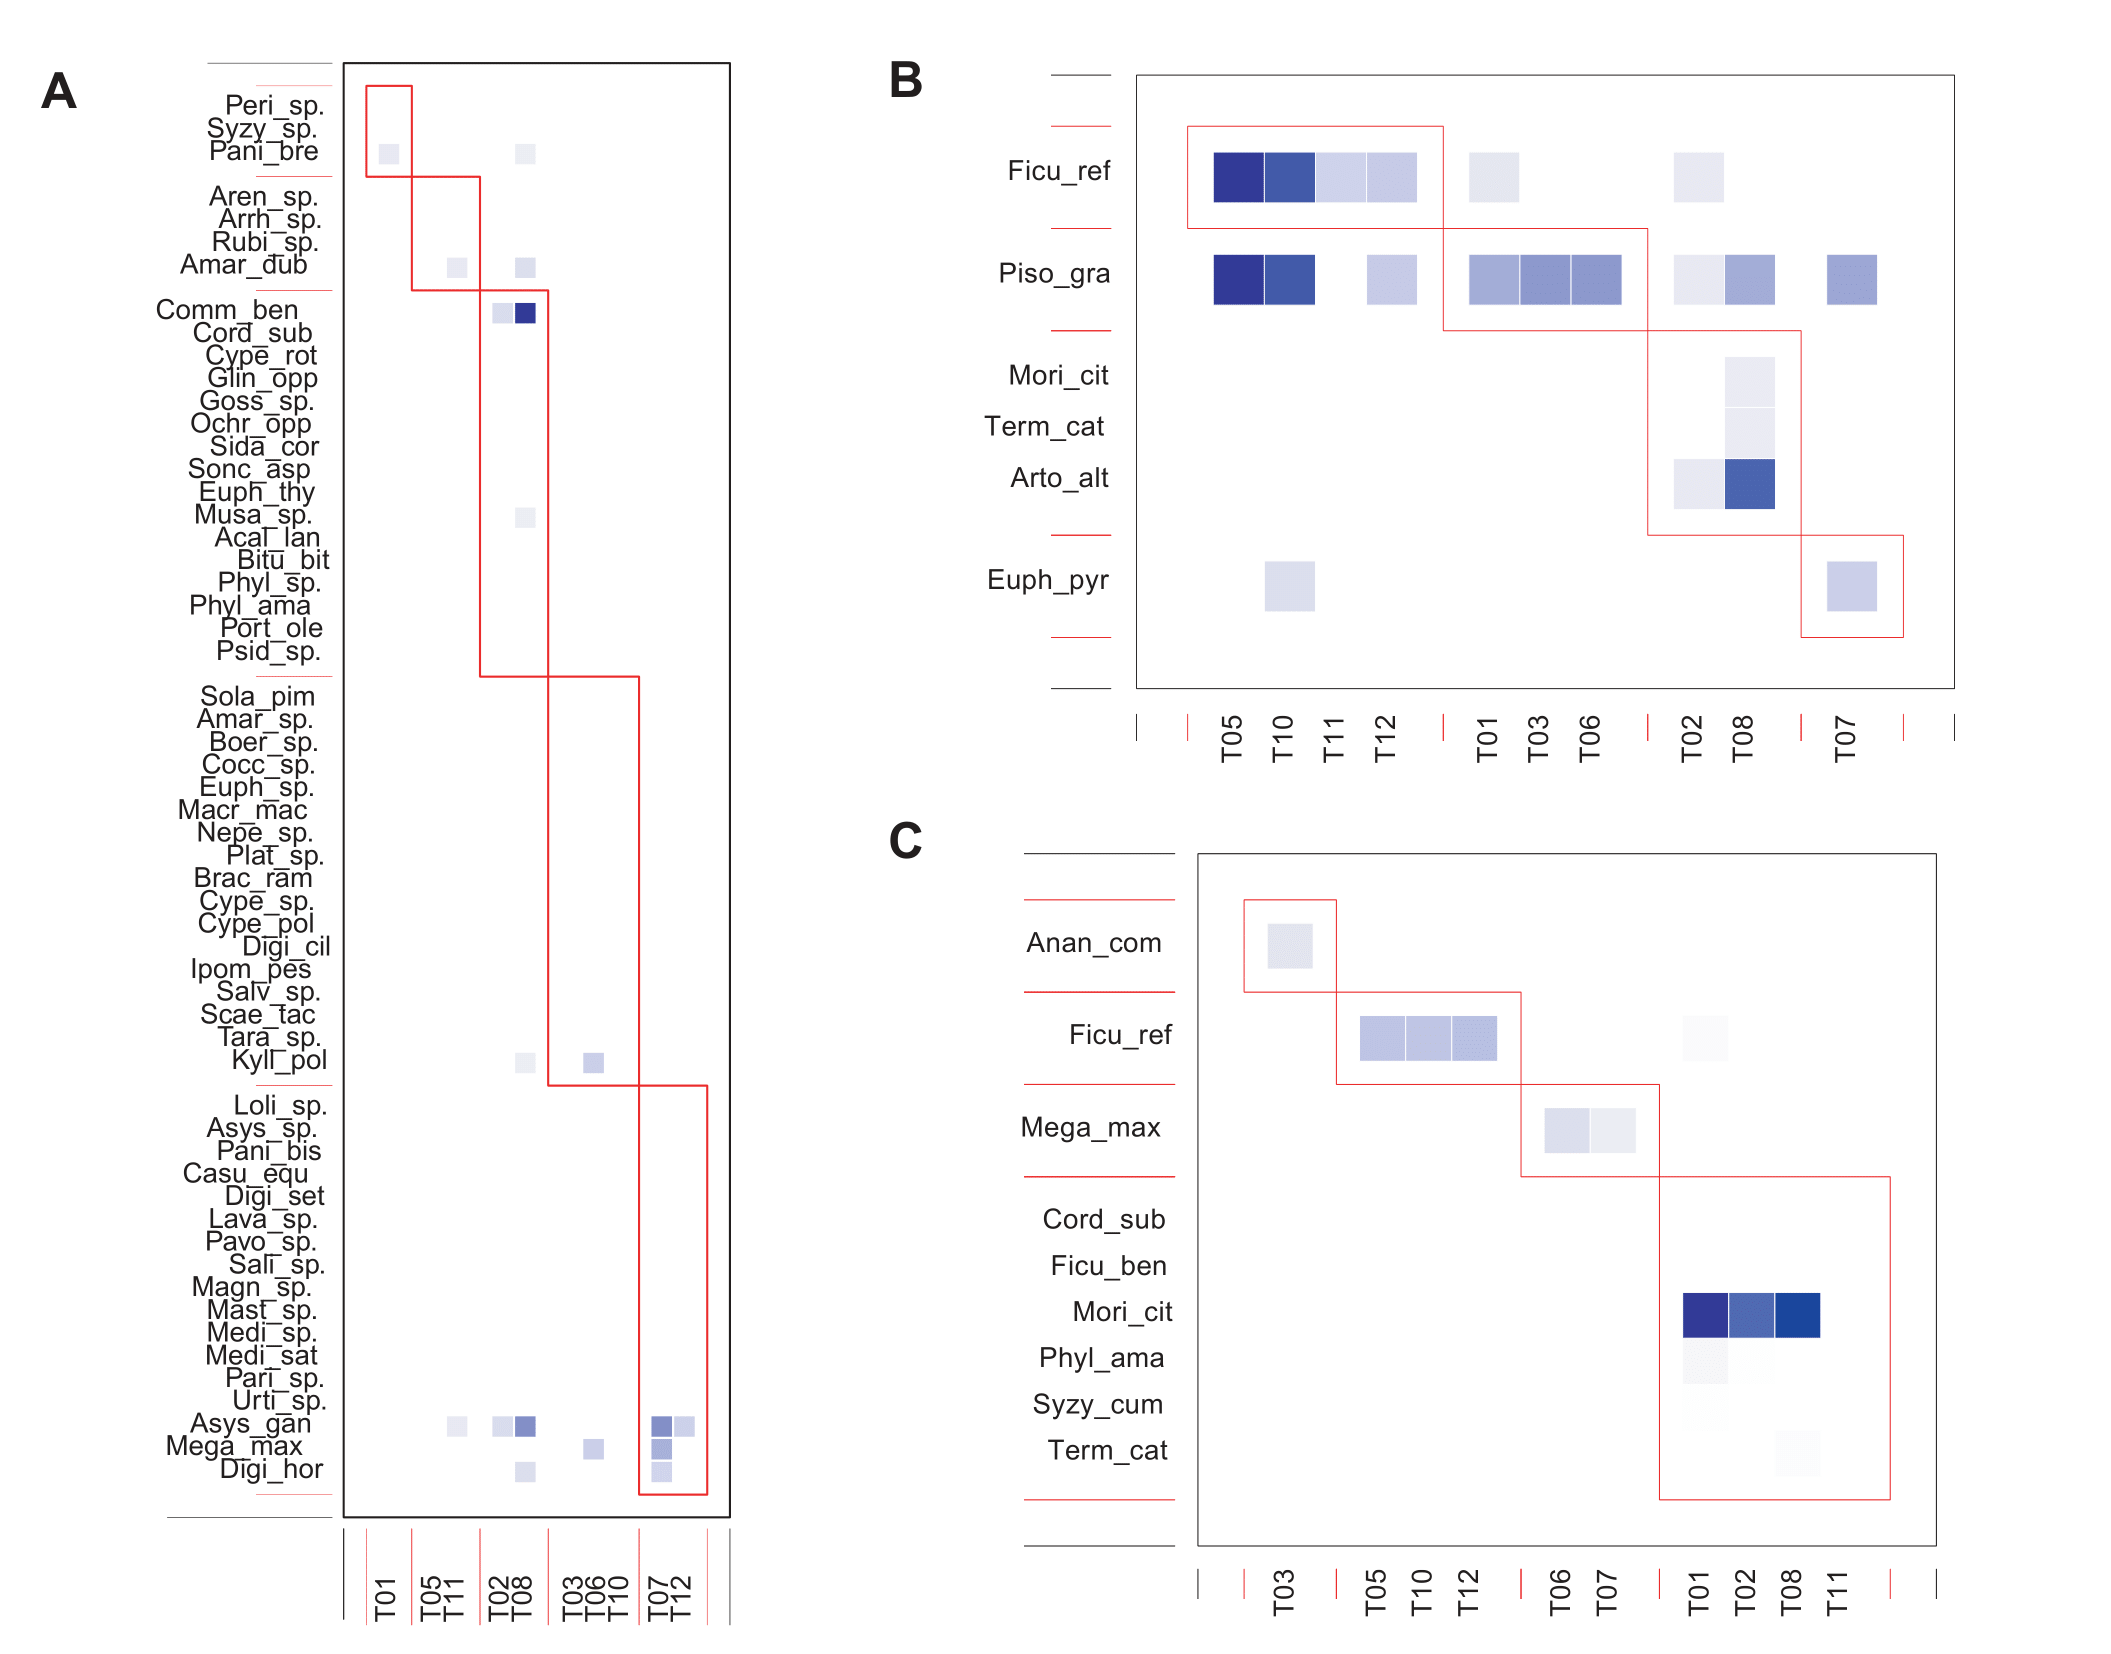 A
Peri_sp.
Syzy_sp.
Pani_bre
Aren_sp.
Arrh_sp.
Rubi_sp.
Amar_dub
Comm_ben
Cord_sub
Cype_rot
Glin_opp
Goss_sp.
Ochr_opp
Sida_cor
Sonc_asp
Euph_thy
Musa_sp.
Acal_lan
Bitu_bit
Phyl_sp.
Phyl_ama
Port_ole
Psid_sp.
Sola_pim
Amar_sp.
Boer_sp.
Cocc_sp.
Euph_sp.
Macr_mac
Nepe_sp.
Plat_sp.
Brac_ram
Cype_sp.
Cype_pol
Digi_cil
Ipom_pes
Salv_sp.
Scae_tac
Tara_sp.
Kyll_pol
Loli_sp.
Asys_sp.
Pani_bis
Casu_equ
Digi_set
Lava_sp.
Pavo_sp.
Sali_sp.
Magn_sp.
Mast_sp.
Medi_sp.
Medi_sat
Pari_sp.
Urti_sp.
Asys_gan
Mega_max
Digi_hor
T01
T05
T11
T02
T08
T03
T06
T10
T07
T12
B
Ficu_ref
Piso_gra
Mori_cit
Term_cat
Arto_alt
Euph_pyr
T05
T10
T11
T12
T01
T03
T06
T02
T08
T07
C
Anan_com
Ficu_ref
Mega_max
Cord_sub
Ficu_ben
Mori_cit
Phyl_ama
Syzy_cum
Term_cat
T03
T05
T10
T12
T06
T07
T01
T02
T08
T11